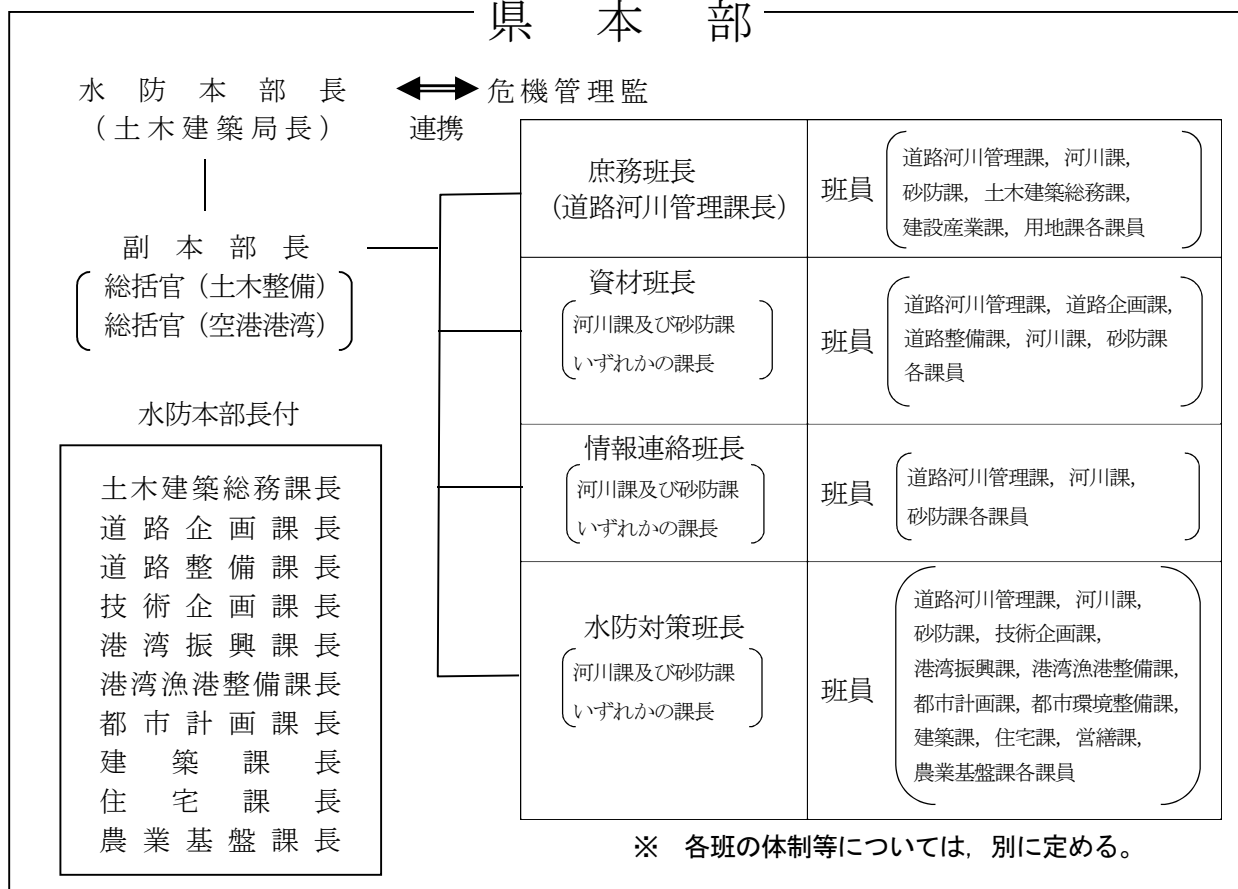 県本部
水防本部長
（土木建築局長）
連携
危機管理監
副本部長
総括官（土木整備）
総括官（空港港湾）
水防本部長付
土木建築総務課長
道路企画課長
道路整備課長
技術企画課長
港湾振興課長
港湾漁港整備課長
都市計画課長
建築課長
住宅課長
農業基盤課長
庶務班長
（道路河川管理課長）
班員
道路河川管理課，河川課，
砂防課，土木建築総務課，
建設産業課，用地課各課員
資材班長
河川課及び砂防課
いずれかの課長
班員
道路河川管理課，道路企画課，
道路整備課，河川課，砂防課
各課員
情報連絡班長
河川課及び砂防課
いずれかの課長
班員
道路河川管理課，河川課，
砂防課各課員
水防対策班長
河川課及び砂防課
いずれかの課長
班員
道路河川管理課，河川課，
砂防課，技術企画課，
港湾振興課，港湾漁港整備課，
都市計画課，都市環境整備課，
建築課，住宅課，営繕課，
農業基盤課各課員
※　各班の体制等については，別に定める。